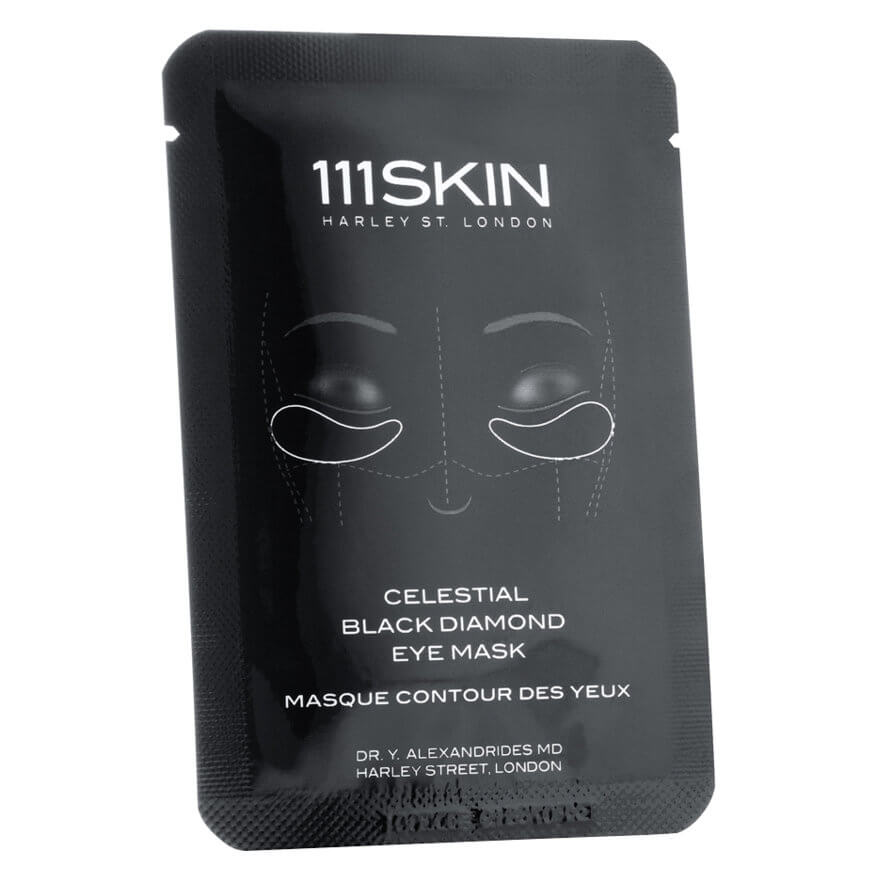 111SKIN
HARLEY ST. LONDON
CELESTIAL
BLACK DIAMOND
EYE MASK
MASQUE CONTOUR DES YEUX
DR. Y. ALEXANDRIDES MD
HARLEY STREET, LONDON